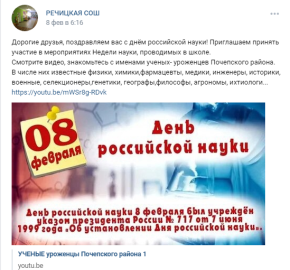 РЕЧИЦКАЯ СОШ
8 фев в 6:16
Дорогие друзья, поздравляем вас с днём российской науки! Приглашаем принять
участие в мероприятиях Недели науки, проводимых в школе.
Смотрите видео, знакомьтесь с именами ученых- уроженцев Почепского района.
В числе них известные физики, химики,фармацевты, медики, инженеры, историки,
военные, селекционеры,генетики, географы,философы, агрономы, ихтиологи...
https://youtu.be/mWSr8g-RDvk
08
февраля
День
российской
науки
День российской науки 8 февраля был учреждён
указом президента России № 717 от 7 июня
1999 года «Об установлении Дня российской науки».
УЧЕНЫЕ уроженцы Почепского района 1
youtu.be